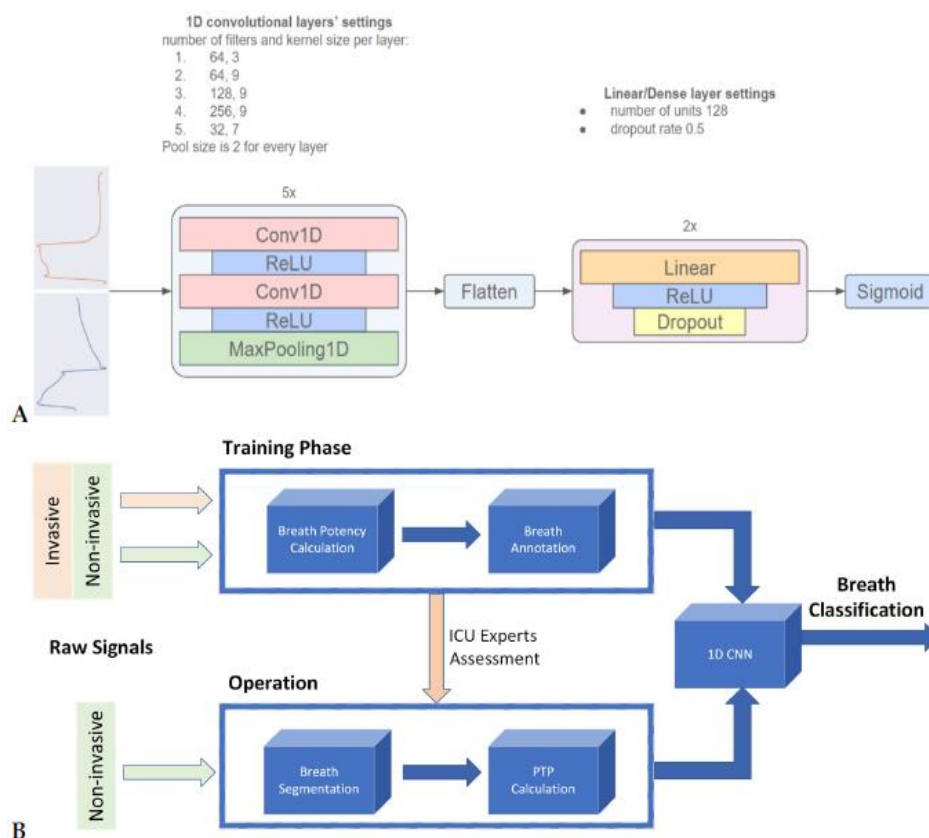 1D convolutional layers' settings
number of filters and kernel size per layer:
1. 64, 3
2. 64, 9
3. 128, 9
4. 256, 9
5. 32, 7
Pool size is 2 for every layer
Linear/Dense layer settings
● number of units 128
● dropout rate 0.5
5x
Conv1D
ReLU
Conv1D
ReLU
MaxPooling1D
Flatten
2x
Linear
ReLU
Dropout
Sigmoid
A
Training Phase
Invasive
Non-invasive
Breath Potency
Calculation
Breath
Annotation
Raw Signals
ICU Experts
Assessment
1D CNN
Breath
Classification
Operation
Non-invasive
Breath
Segmentation
PTP
Calculation
B